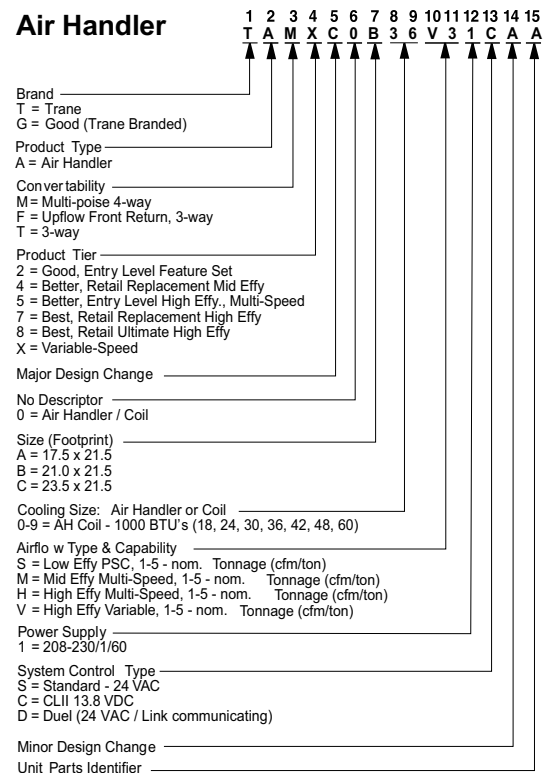 Air Handler
1 2 3 4 5 6 7 8 9 10 11 12 13 14 15
T A M X C 0 B 3 6 V 3 1 C A A
Brand
T = Trane
G = Good (Trane Branded)
Product Type
A = Air Handler
Convertability
M = Multi-poise 4-way
F = Upflow Front Return, 3-way
T = 3-way
Product Tier
2 = Good, Entry Level Feature Set
4 = Better, Retail Replacement Mid Effy
5 = Better, Entry Level High Effy., Multi-Speed
7 = Best, Retail Replacement High Effy
8 = Best, Retail Ultimate High Effy
X = Variable-Speed
Major Design Change
No Descriptor
0 = Air Handler / Coil
Size (Footprint)
A = 17.5 x 21.5
B = 21.0 x 21.5
C = 23.5 x 21.5
Cooling Size: Air Handler or Coil
0-9 = AH Coil - 1000 BTU's (18, 24, 30, 36, 42, 48, 60)
Airflo w Type & Capability
S = Low Effy PSC, 1-5 - nom. Tonnage (cfm/ton)
M = Mid Effy Multi-Speed, 1-5 - nom. Tonnage (cfm/ton)
H = High Effy Multi-Speed, 1-5 - nom. Tonnage (cfm/ton)
V = High Effy Variable, 1-5 - nom. Tonnage (cfm/ton)
Power Supply
1 = 208-230/1/60
System Control Type
S = Standard - 24 VAC
C = CLII 13.8 VDC
D = Duel (24 VAC / Link communicating)
Minor Design Change
Unit Parts Identifier